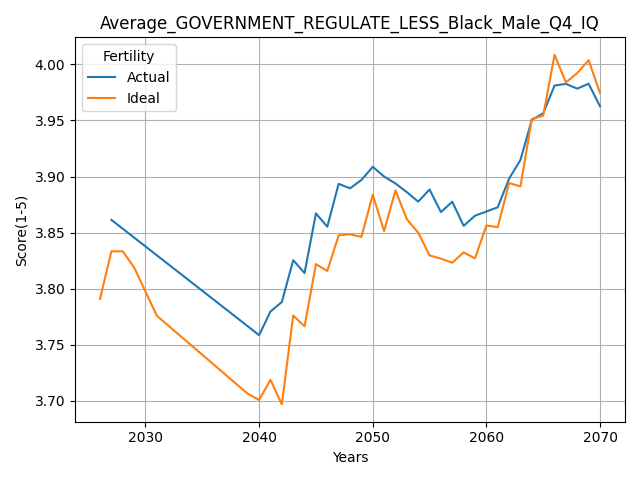 Average_GOVERNMENT_REGULATE_LESS_Black_Male_Q4_IQ
Fertility
Actual
Ideal
4.00
3.95
3.90
3.85
3.80
3.75
3.70
Score(1-5)
2030 2040 2050 2060 2070
Years